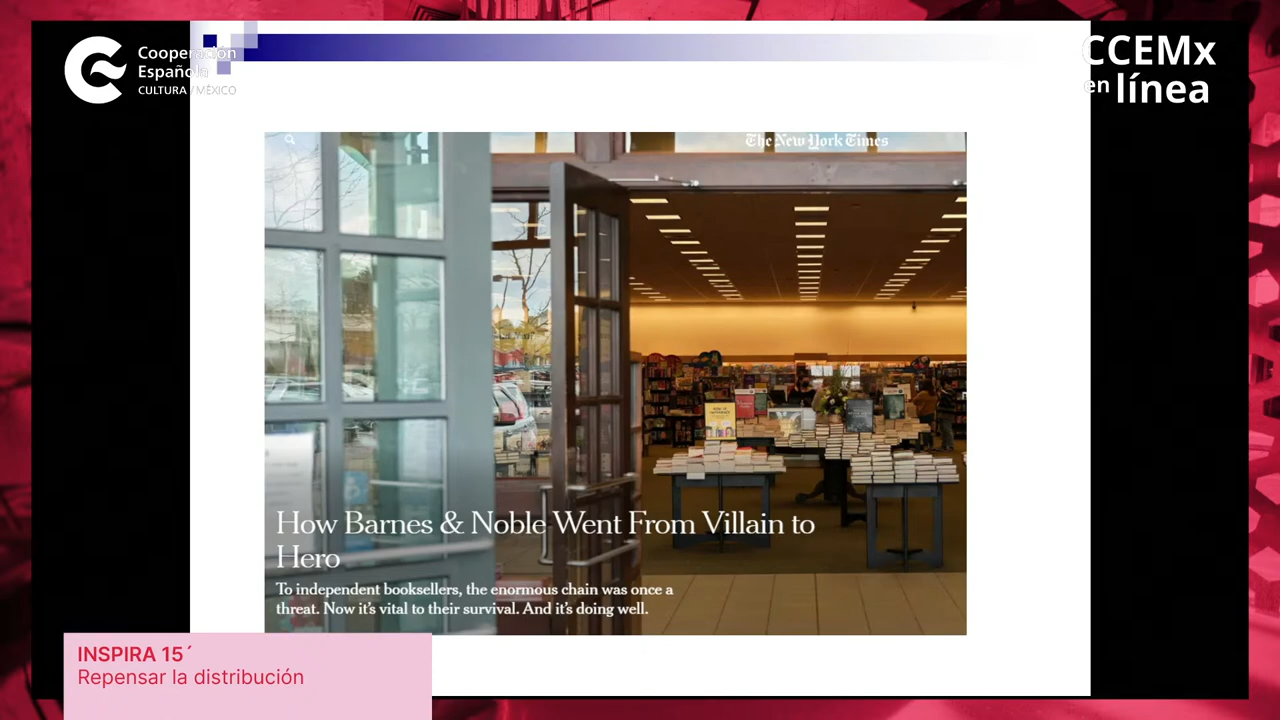 Cooperación
Española
CULTURA / MÉXICO
CCEMx
en línea
The New York Times
How Barnes & Noble Went From Villain to
Hero
To independent booksellers, the enormous chain was once a
threat. Now it's vital to their survival. And it's doing well.
INSPIRA 15´
Repensar la distribución